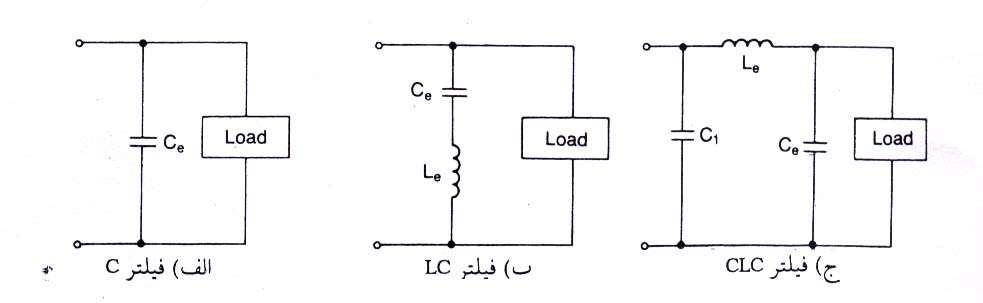 Ce
Load
الف) فیلتر C
Ce
Le
Load
ب) فیلتر LC
Le
C1
Ce
Load
ج) فیلتر CLC